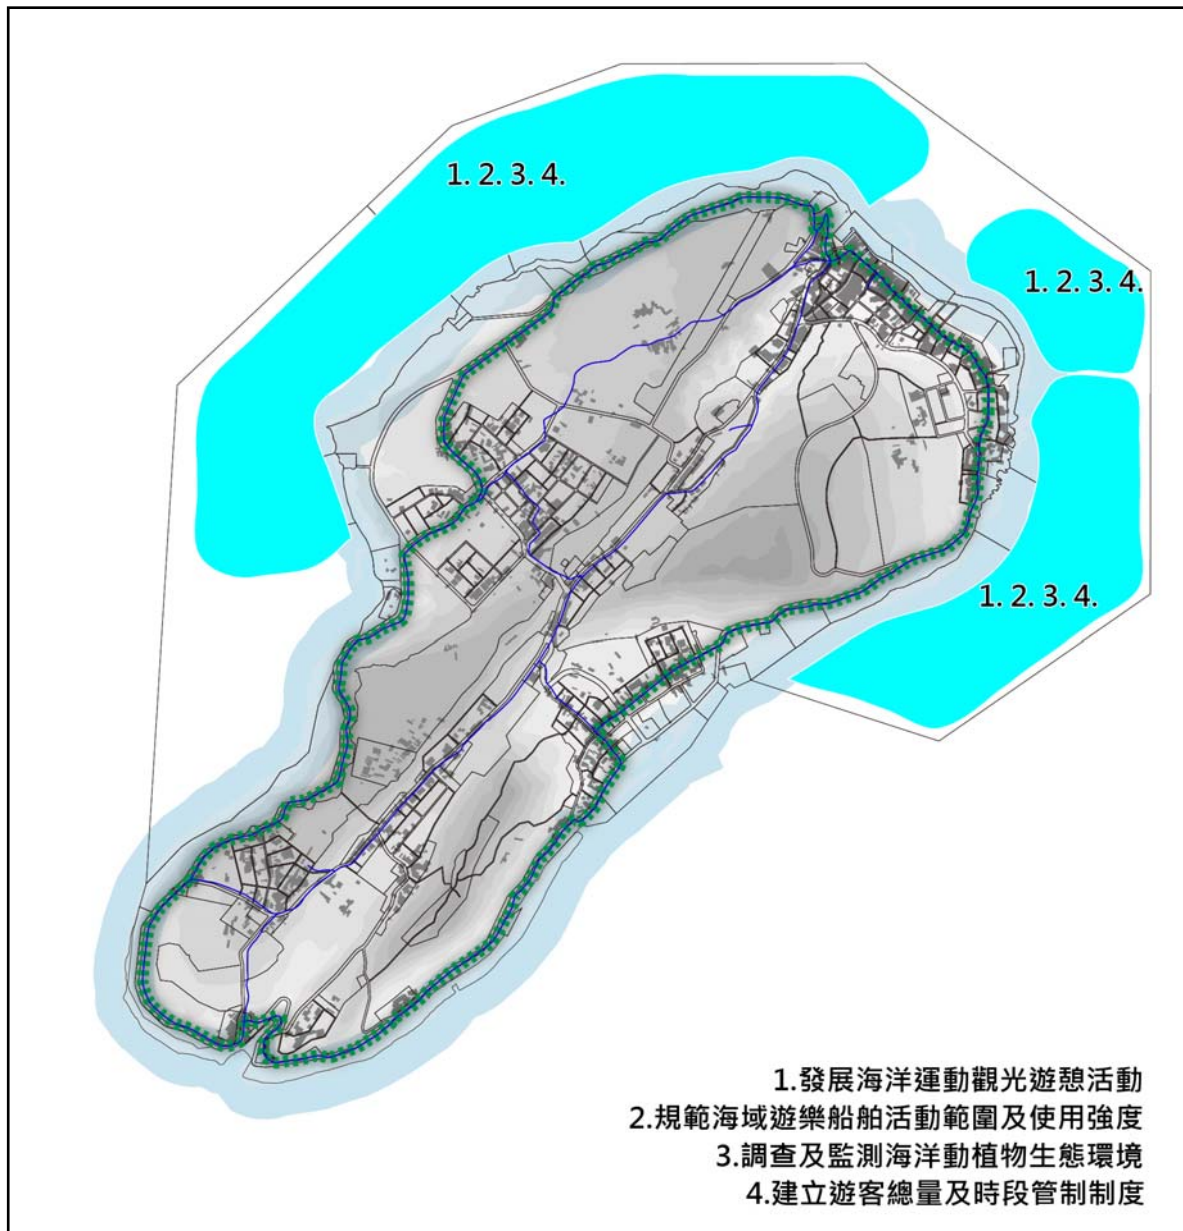 1. 2. 3. 4.
1. 2. 3. 4.
1. 2. 3. 4.
1.發展海洋運動觀光遊憩活動
2.規範海域遊樂船舶活動範圍及使用強度
3.調查及監測海洋動植物生態環境
4.建立遊客總量及時段管制制度